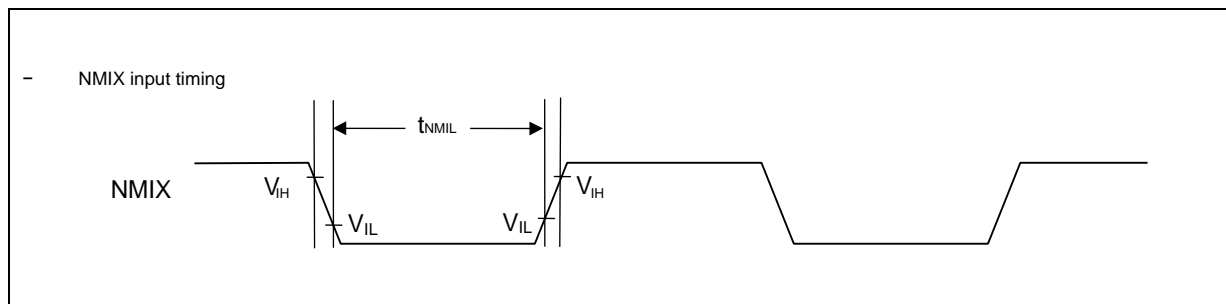 – NMIX input timing
tNMIL
NMIX
VIH
VIL
VIL
VIH